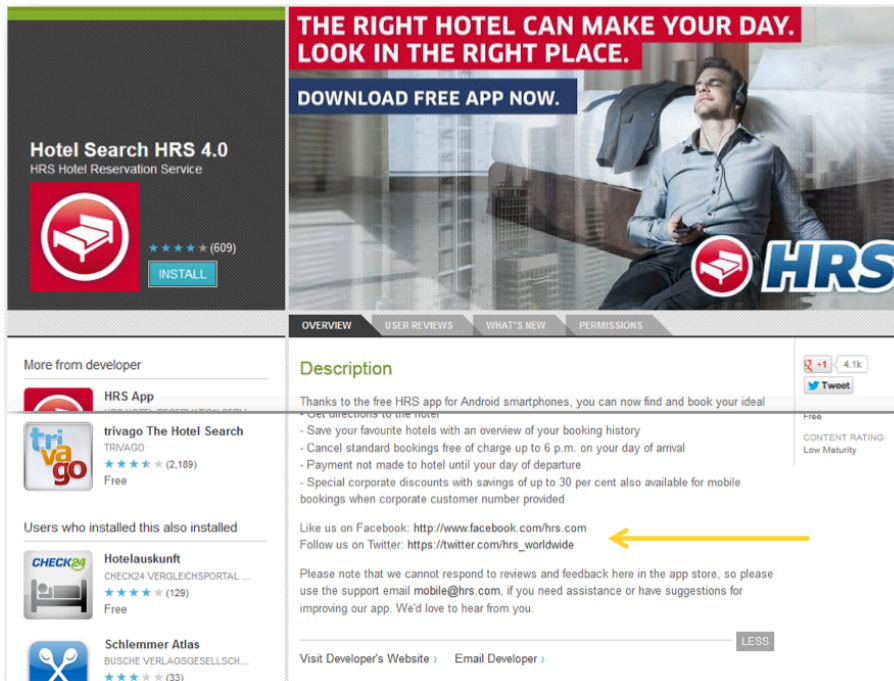 THE RIGHT HOTEL CAN MAKE YOUR DAY.
LOOK IN THE RIGHT PLACE.
DOWNLOAD FREE APP NOW.
HRS
Hotel Search HRS 4.0
HRS Hotel Reservation Service
(609)
INSTALL
OVERVIEW
USER REVIEWS
WHAT'S NEW
PERMISSIONS
More from developer
HRS App
trivago
trivago The Hotel Search
TRIVAGO
(2,189)
Free
Users who installed this also installed
CHECK24
Hotelauskunft
CHECK24 VERGLEICHSPORTAL ...
(129)
Free
Schlemmer Atlas
BUSCHE VERLAGSGESELLSCH...
(33)
Description
Thanks to the free HRS app for Android smartphones, you can now find and book your ideal
- Get directions to the hotel
- Save your favourite hotels with an overview of your booking history
- Cancel standard bookings free of charge up to 6 p.m. on your day of arrival
- Payment not made to hotel until your day of departure
- Special corporate discounts with savings of up to 30 per cent also available for mobile
bookings when corporate customer number provided
Like us on Facebook: http://www.facebook.com/hrs.com
Follow us on Twitter: https://twitter.com/hrs_worldwide
Please note that we cannot respond to reviews and feedback here in the app store, so please
use the support email mobile@hrs.com, if you need assistance or have suggestions for
improving our app. We'd love to hear from you.
LESS
Visit Developer's Website ›
Email Developer ›
g +1
4.1k
Tweet
Free
CONTENT RATING:
Low Maturity